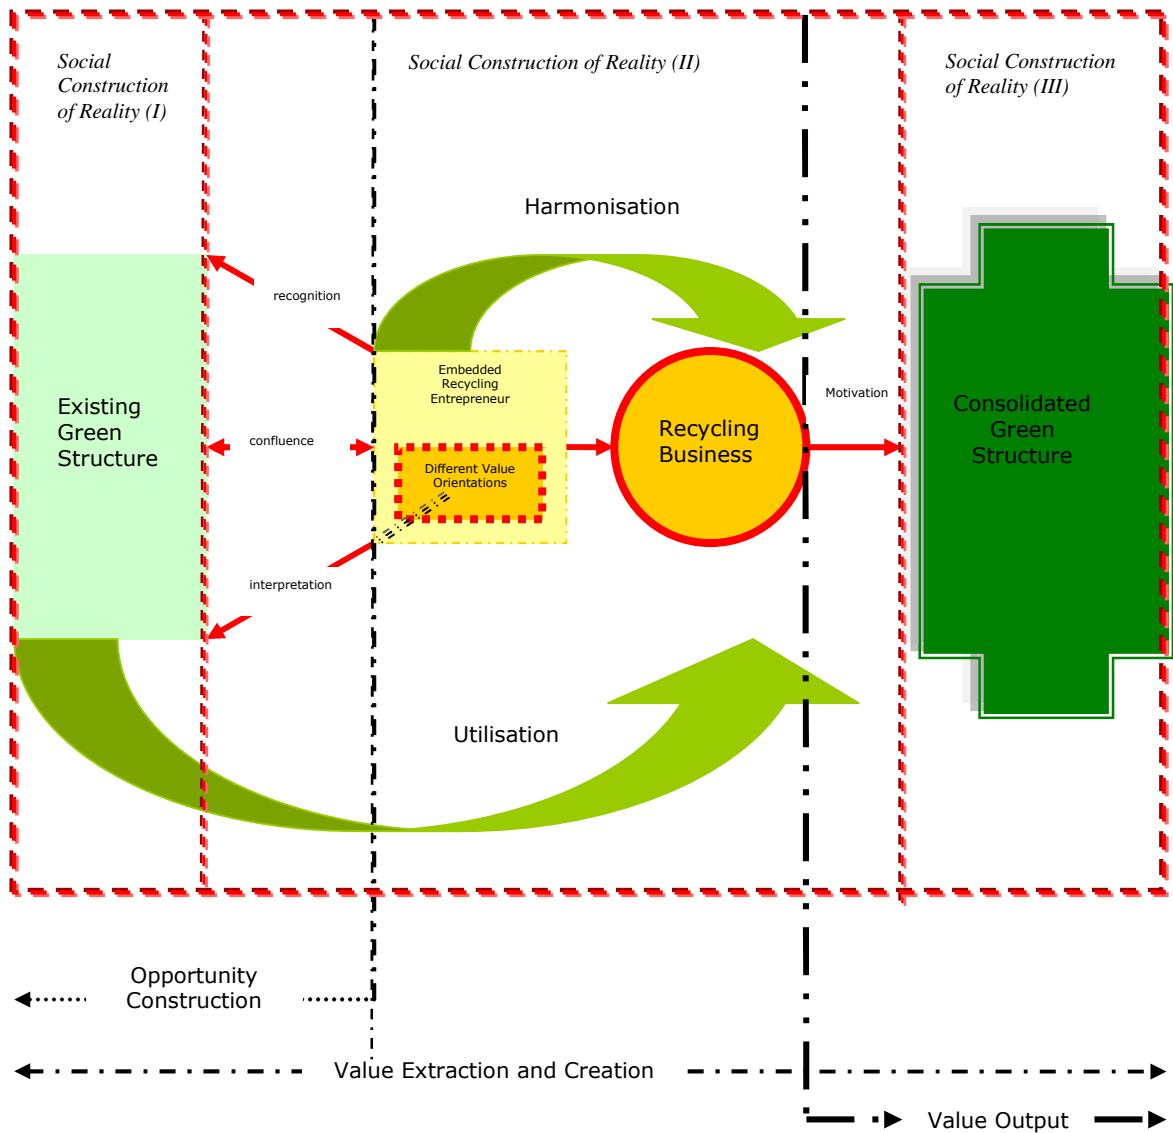 Social
Construction
of Reality (I)
Social Construction of Reality (II)
Social Construction
of Reality (III)
Harmonisation
recognition
Embedded
Recycling
Entrepreneur
Existing
Green
Structure
confluence
Different Value
Orientations
Recycling
Business
Motivation
Consolidated
Green
Structure
interpretation
Utilisation
Opportunity
Construction
Value Extraction and Creation
Value Output